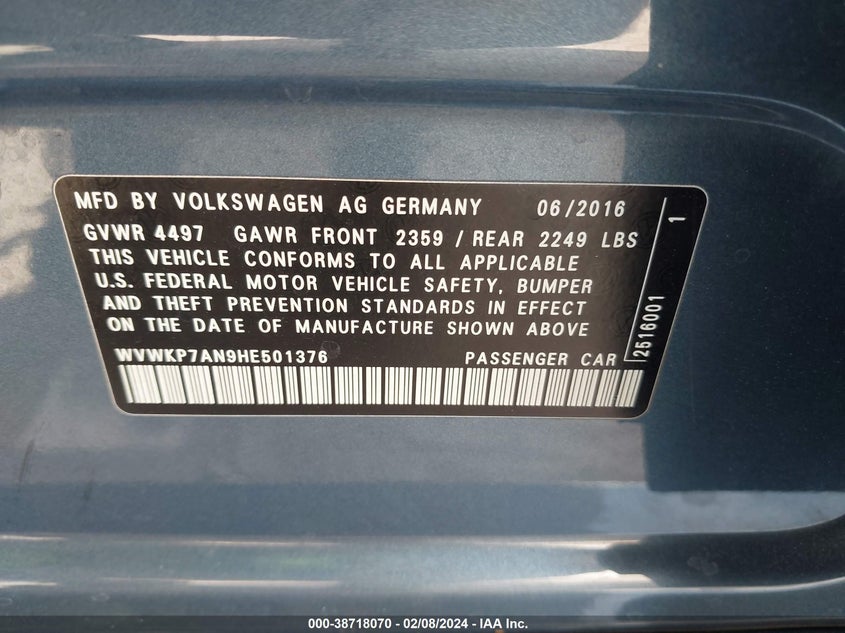 MFD BY VOLKSWAGEN AG GERMANY 06/2016
GVWR 4497 GAWR FRONT 2359 / REAR 2249 LBS
THIS VEHICLE CONFORMS TO ALL APPLICABLE
U.S. FEDERAL MOTOR VEHICLE SAFETY, BUMPER
AND THEFT PREVENTION STANDARDS IN EFFECT
ON THE DATE OF MANUFACTURE SHOWN ABOVE
WVWKP7AN9HE501376 PASSENGER CAR
2516001 1
000-38718070 - 02/08/2024 - IAA Inc.